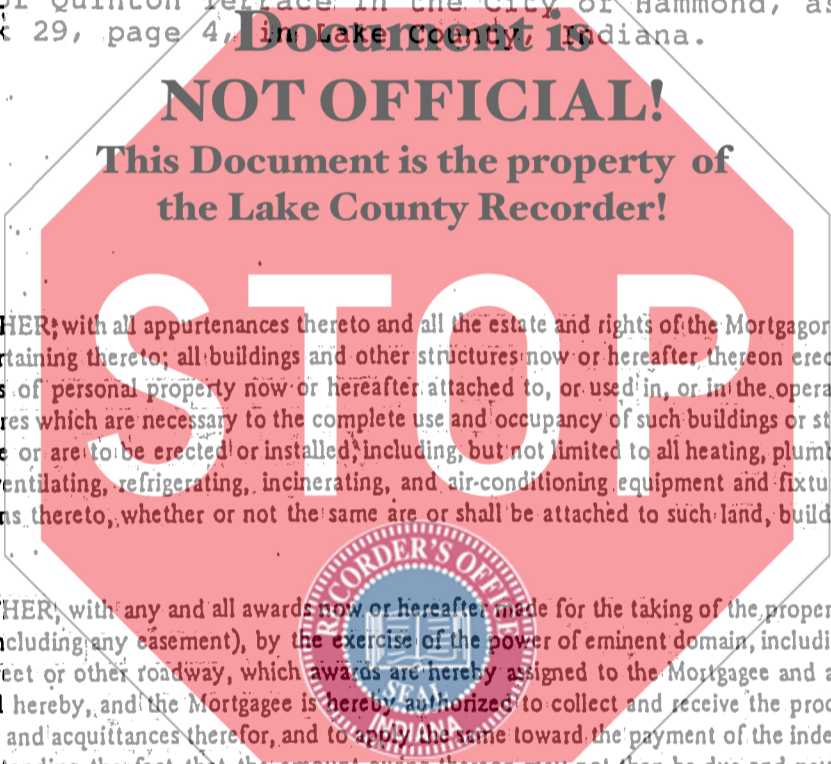 Quinton Terrace in the City of Hammond, as
29, page 4, in Lake County, Indiana.
Document is
NOT OFFICIAL!
This Document is the property of
the Lake County Recorder!
STOP
HER; with all appurtenances thereto and all the estate and rights of the Mortgagor
rtaining thereto; all buildings and other structures now or hereafter thereon erec
s of personal property now or hereafter attached to, or used in, or in the opera
res which are necessary to the complete use and occupancy of such buildings or st
e or are to be erected or installed, including, but not limited to all heating, plumb
entilating, refrigerating, incinerating, and air-conditioning equipment and fixtu
ns thereto, whether or not the same are or shall be attached to such land, build
RECORDER'S OFFICE
SEAL
INDIANA
HER, with any and all awards now or hereafter made for the taking of the proper
ncluding any easement), by the exercise of the power of eminent domain, includi
eet or other roadway, which awards are hereby assigned to the Mortgagee and a
hereby, and the Mortgagee is hereby authorized to collect and receive the proc
and acquittances therefor, and to apply the same toward the payment of the inde